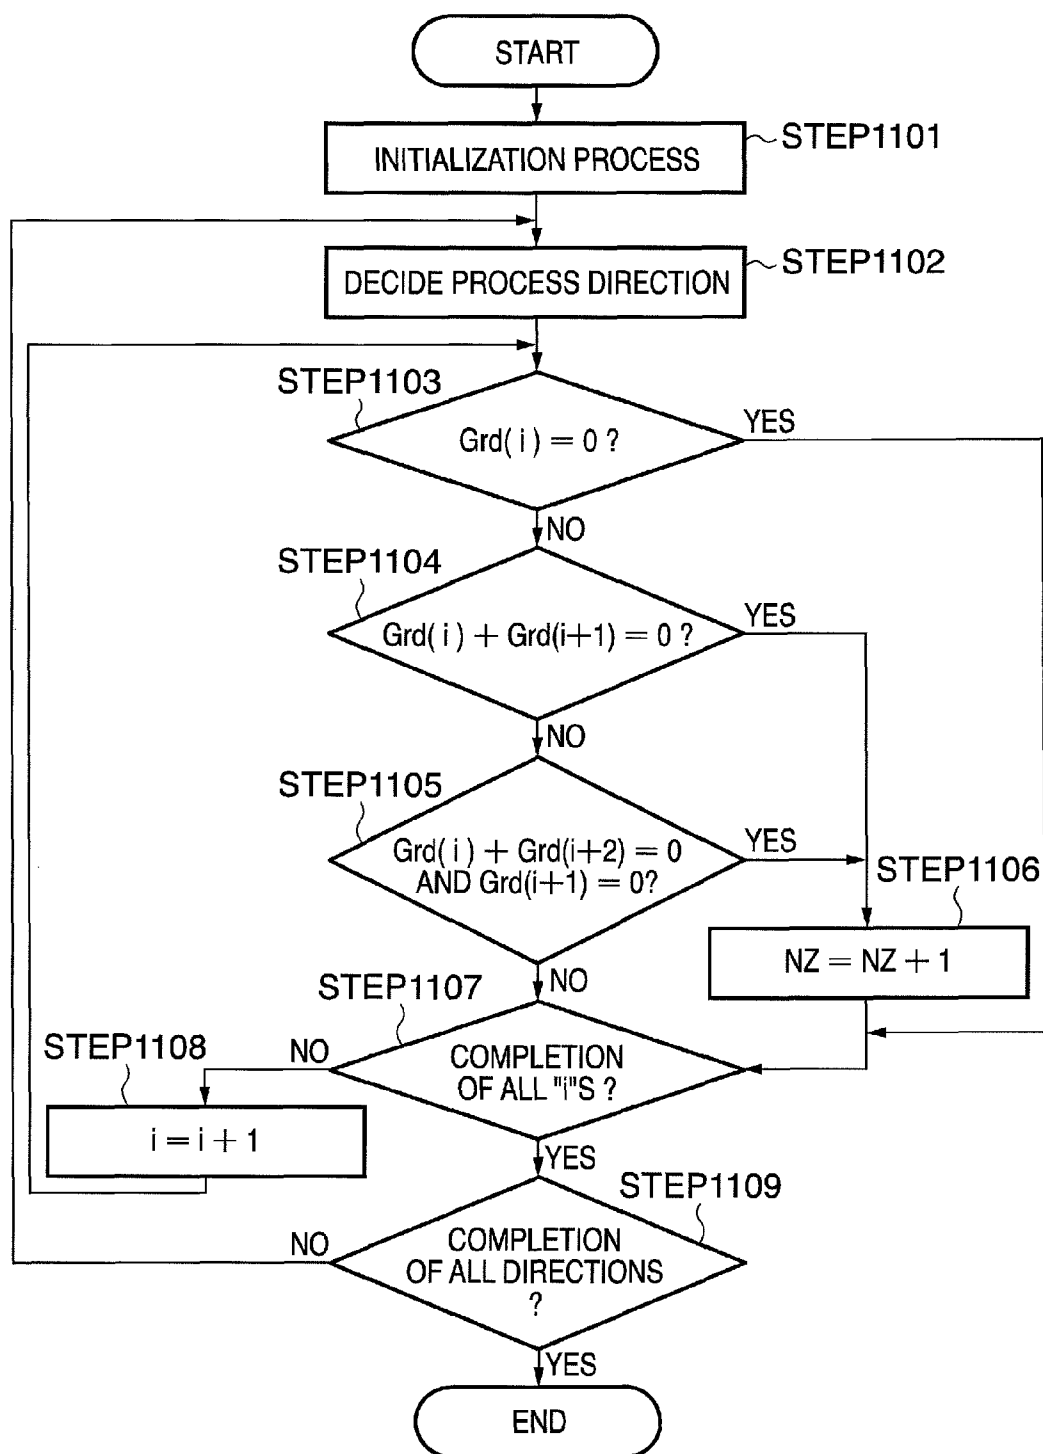 START
INITIALIZATION PROCESS
STEP1101
DECIDE PROCESS DIRECTION
STEP1102
STEP1103
Grd( i ) = 0 ?
YES
NO
STEP1104
Grd( i ) + Grd(i+1) = 0 ?
YES
NO
STEP1105
Grd( i ) + Grd(i+2) = 0
AND Grd(i+1) = 0?
YES
STEP1106
NZ = NZ + 1
NO
STEP1107
COMPLETION
OF ALL "i"S ?
NO
STEP1108
i = i + 1
YES
STEP1109
COMPLETION
OF ALL DIRECTIONS
?
NO
YES
END